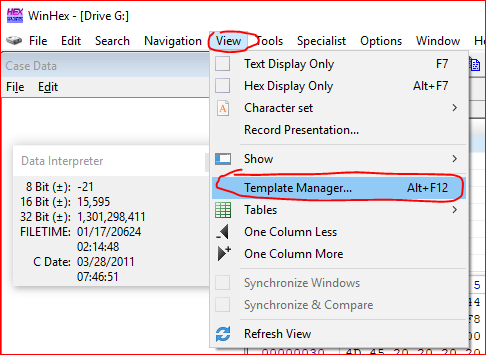 HEX
WinHex - [Drive G:]
WinHex File Search Navigation View Tools Specialist Options Window
Case Data
File Edit
Text Display Only F7
Hex Display Only Alt+F7
Character set
Record Presentation...
Show
Template Manager... Alt+F12
Tables
One Column Less
One Column More
Synchronize Windows
Synchronize & Compare
Refresh View
Data Interpreter
8 Bit (±): -21
16 Bit (±): 15,595
32 Bit (±): 1,301,298,411
FILETIME: 01/17/20624
02:14:48
C Date: 03/28/2011
07:46:51
00000030 4D 45 20 20 20 20